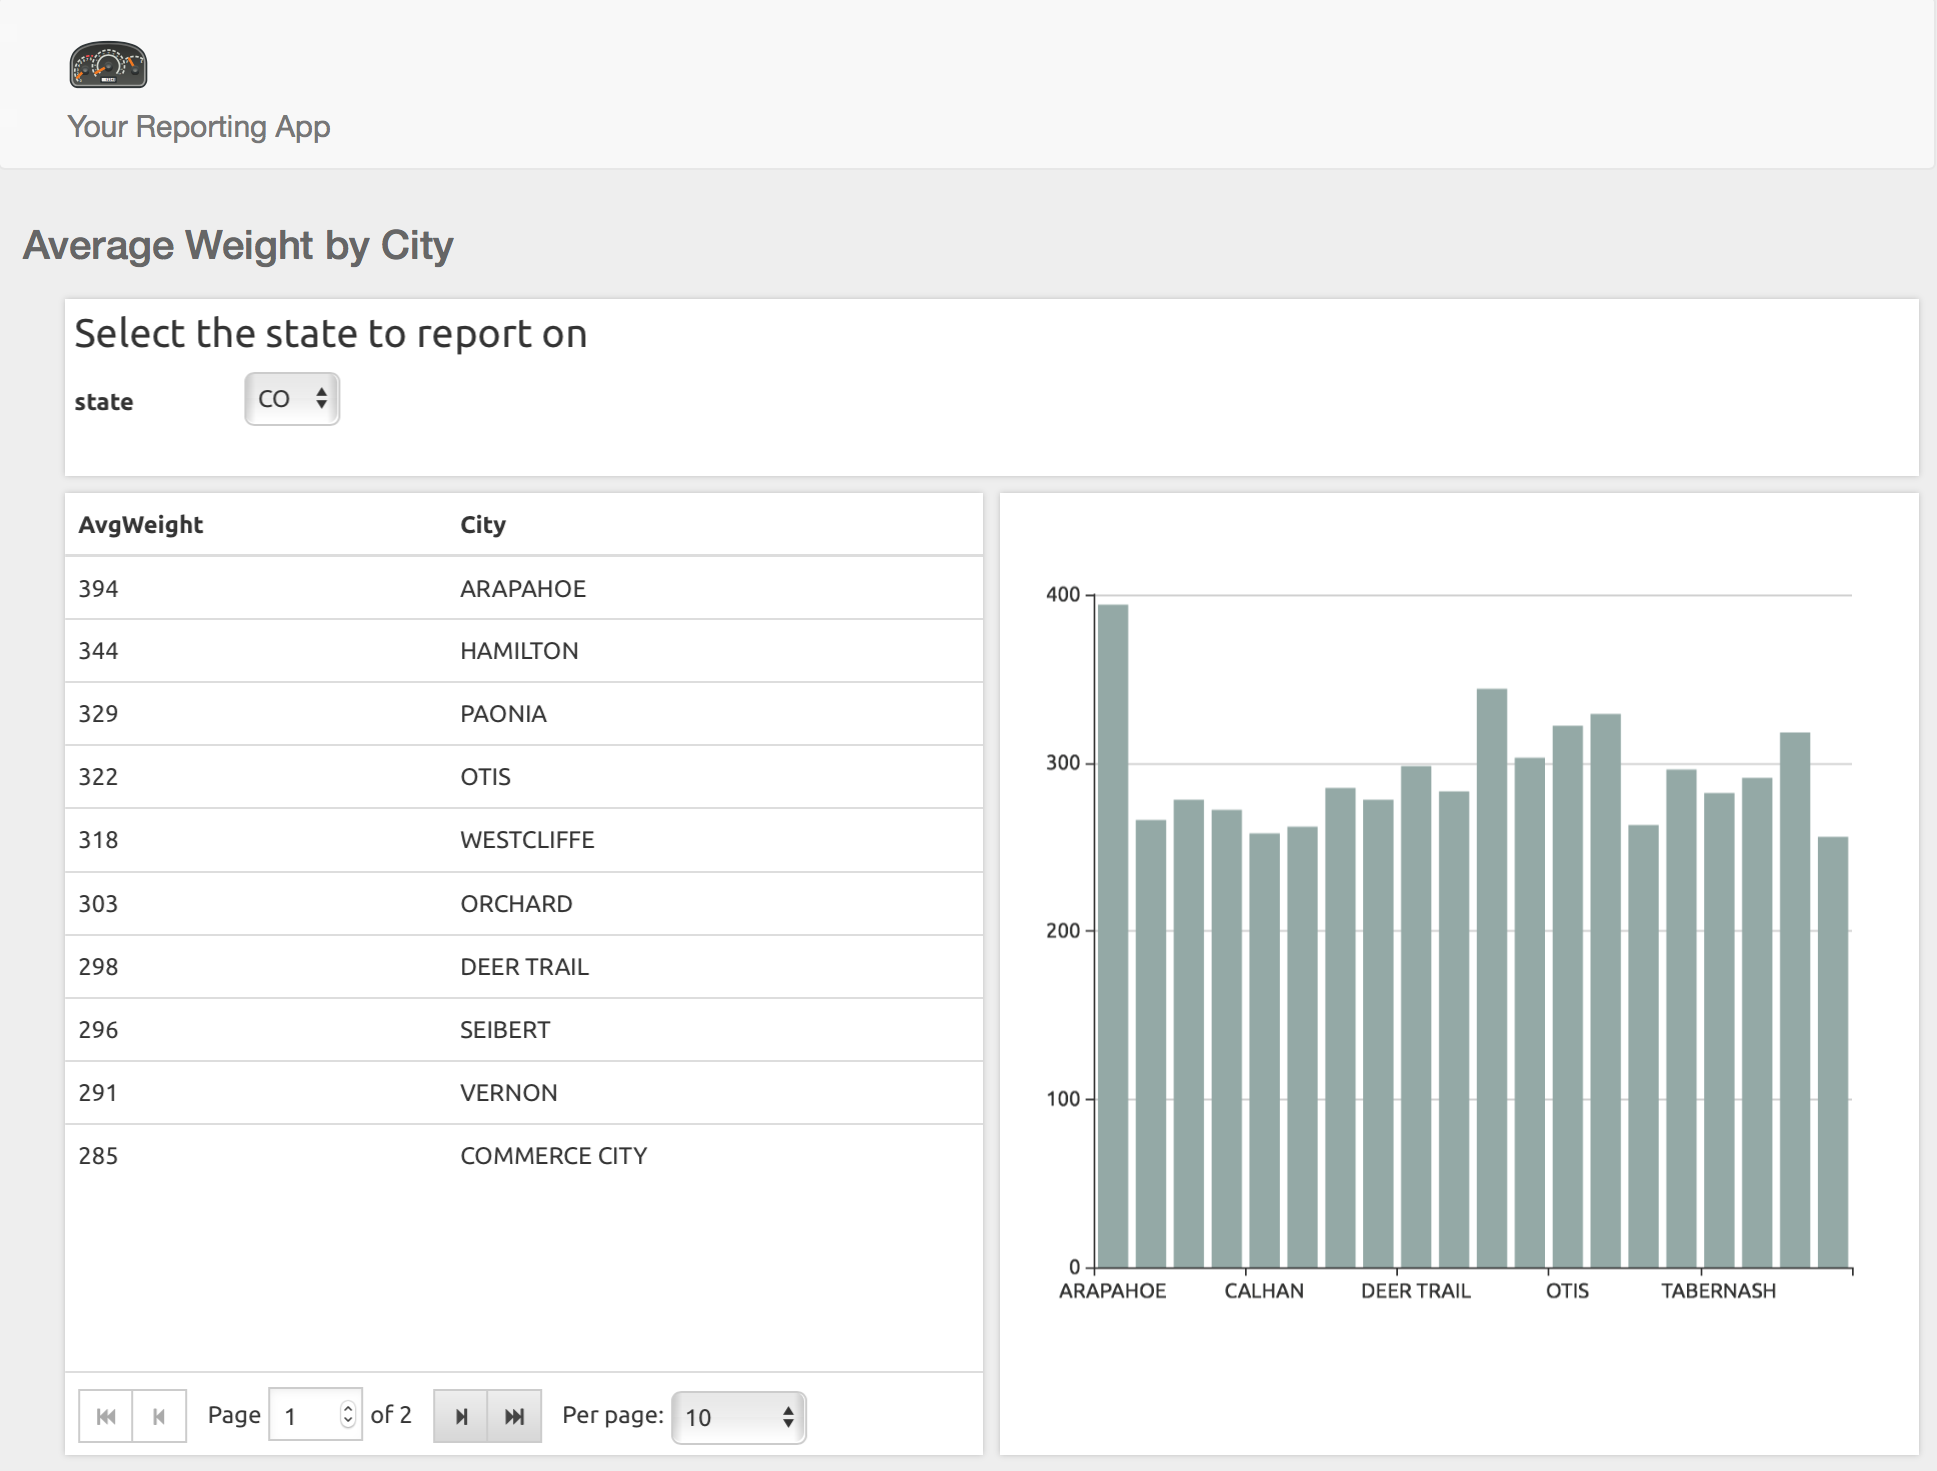 Your Reporting App
Average Weight by City
Select the state to report on
state CO
AvgWeight City
394 ARAPAHOE
344 HAMILTON
329 PAONIA
322 OTIS
318 WESTCLIFFE
303 ORCHARD
298 DEER TRAIL
296 SEIBERT
291 VERNON
285 COMMERCE CITY
Page 1 of 2 Per page: 10
400
300
200
100
0
ARAPAHOE CALHAN DEER TRAIL OTIS TABERNASH